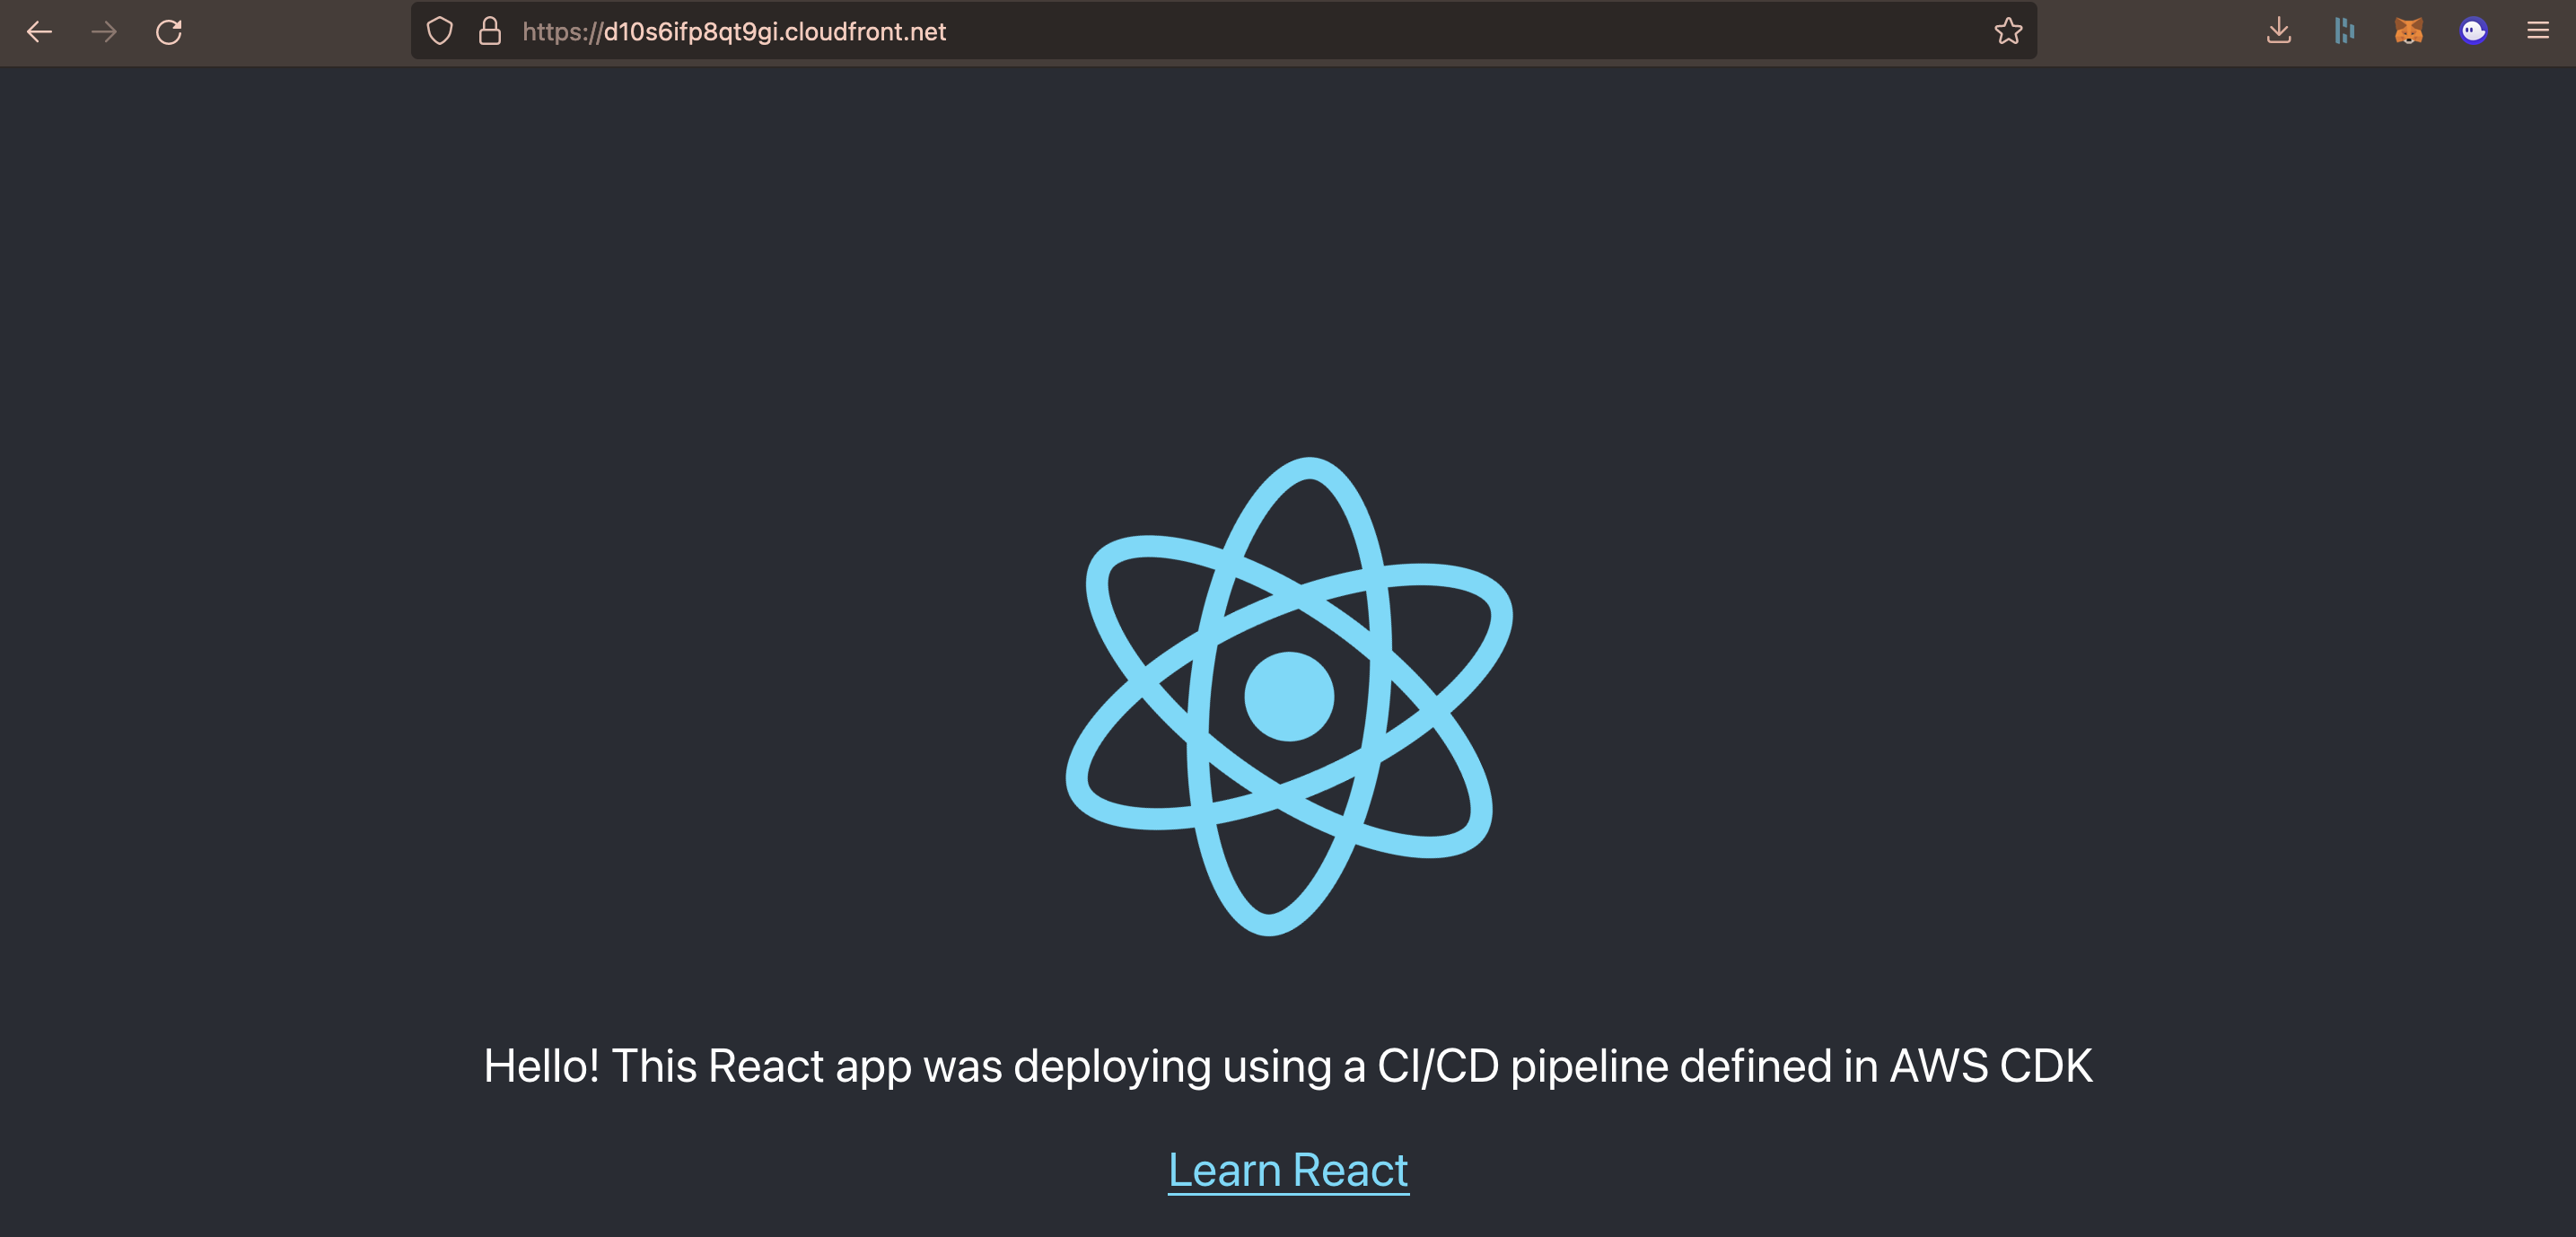 https://d10s6ifp8qt9gi.cloudfront.net
Hello! This React app was deploying using a CI/CD pipeline defined in AWS CDK
Learn React